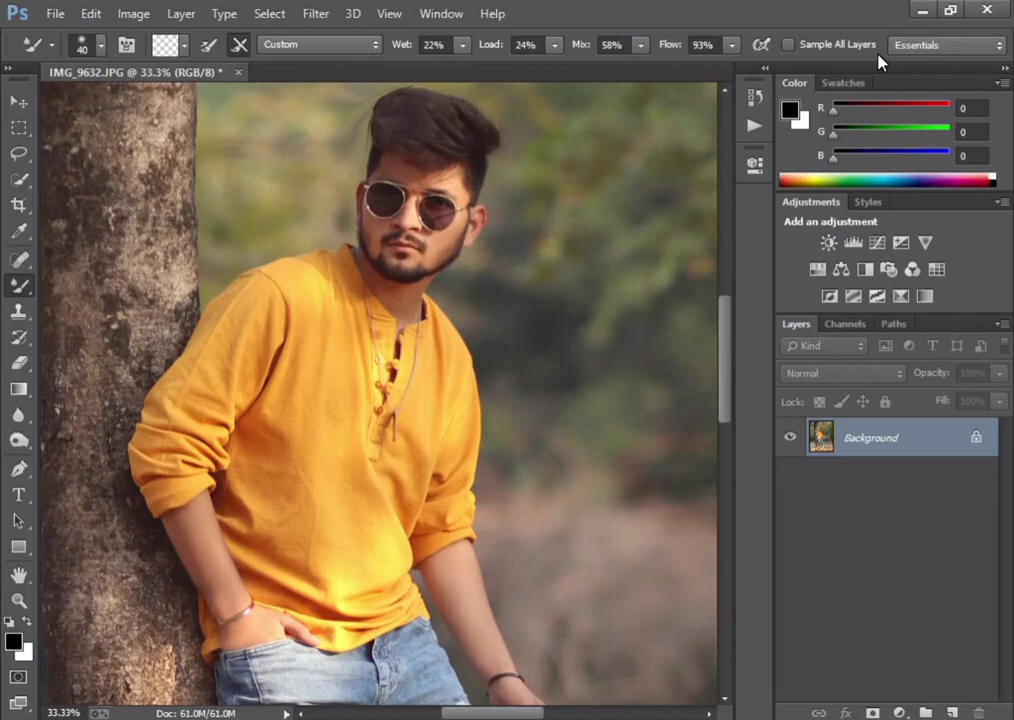 Ps File Edit Image Layer Type Select Filter 3D View Window Help
40 Custom Wet: 22% Load: 24% Mix: 58% Flow: 93% Sample All Layers Essentials
IMG_9632.JPG @ 33.3% (RGB/8) *
Color Swatches
R 0
G 0
B 0
Adjustments Styles
Add an adjustment
Layers Channels Paths
Kind
Normal Opacity: 100%
Lock: Fill: 100%
Background
T
33.33% Doc: 61.0M/61.0M
fx